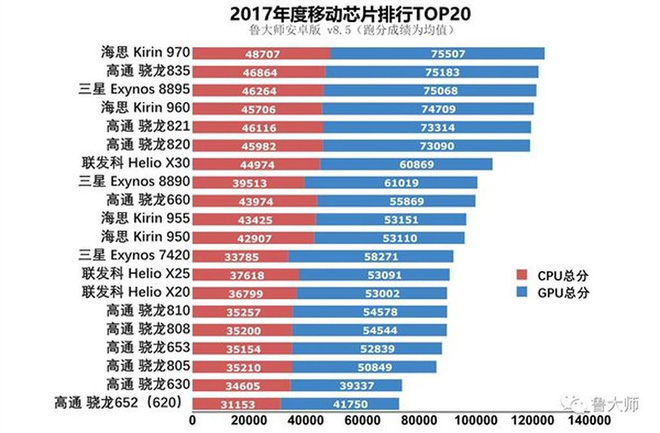 2017年度移动芯片排行TOP20
鲁大师安卓版 v8.5（跑分成绩为均值）
海思 Kirin 970 48707 75507
高通 骁龙835 46864 75183
三星 Exynos 8895 46264 75068
海思 Kirin 960 45706 74709
高通 骁龙821 46116 73314
高通 骁龙820 45982 73090
联发科 Helio X30 44974 60869
三星 Exynos 8890 39513 61019
高通 骁龙660 43974 55869
海思 Kirin 955 43425 53151
海思 Kirin 950 42907 53110
三星 Exynos 7420 33785 58271
联发科 Helio X25 37618 53091
联发科 Helio X20 36799 53002
高通 骁龙810 35257 54578
高通 骁龙808 35200 54544
高通 骁龙653 35154 52839
高通 骁龙805 35210 50849
高通 骁龙630 34605 39337
高通 骁龙652（620） 31153 41750
CPU总分
GPU总分
0 20000 40000 60000 80000 100000 120000 140000
鲁大师